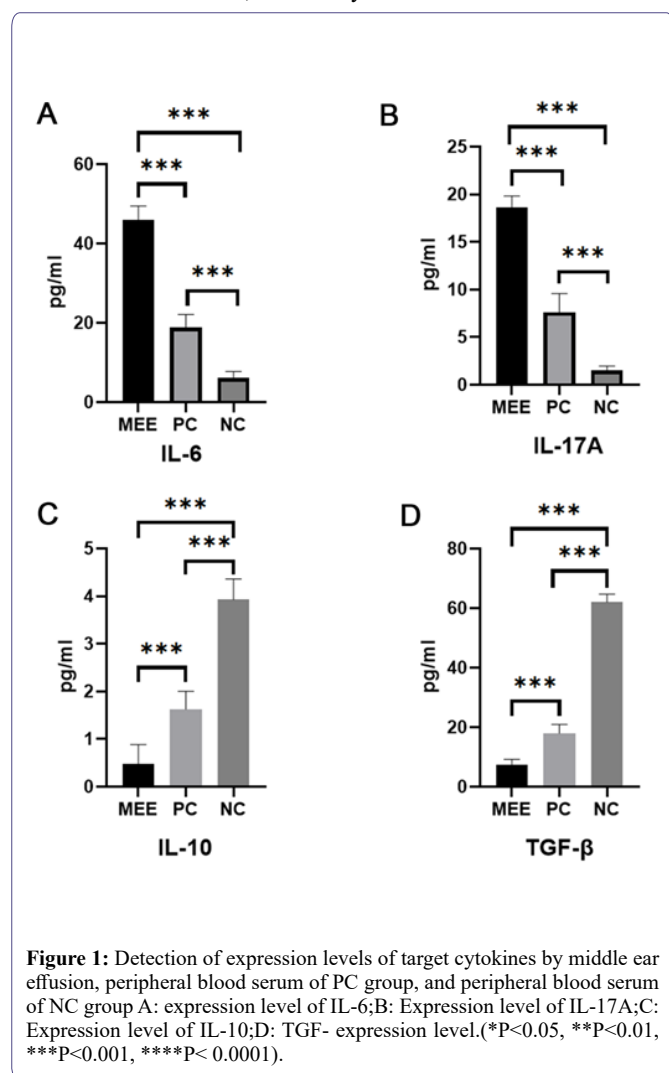 A
***
***
***
60
40
20
0
pg/ml
MEE PC NC
IL-6
B
***
***
***
25
20
15
10
5
0
pg/ml
MEE PC NC
IL-17A
C
***
***
***
5
4
3
2
1
0
pg/ml
MEE PC NC
IL-10
D
***
***
***
80
60
40
20
0
pg/ml
MEE PC NC
TGF-β
Figure 1: Detection of expression levels of target cytokines by middle ear
effusion, peripheral blood serum of PC group, and peripheral blood serum
of NC group A: expression level of IL-6;B: Expression level of IL-17A;C:
Expression level of IL-10;D: TGF- expression level.(*P<0.05, **P<0.01,
***P<0.001, ****P< 0.0001).